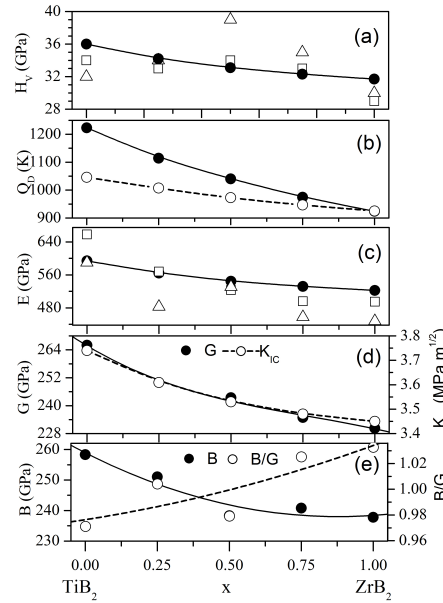 40
36
32
28
H_V (GPa)
(a)
1200
1100
1000
900
Q_D (K)
(b)
640
560
480
E (GPa)
(c)
264
252
240
228
G (GPa)
G
K_IC
(d)
3.8
3.7
3.6
3.5
3.4
K (MPa m^1/2)
260
250
240
230
B (GPa)
B
B/G
(e)
1.02
1.00
0.98
0.96
B/G
0.00 0.25 0.50 0.75 1.00
TiB_2 x ZrB_2